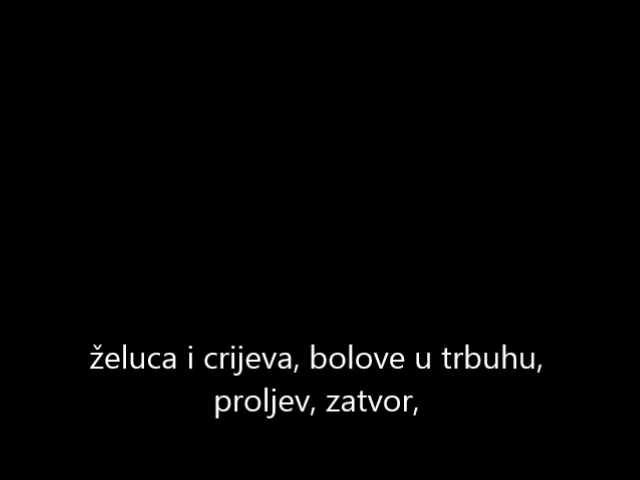 želuca i crijeva, bolove u trbuhu,
proljev, zatvor,